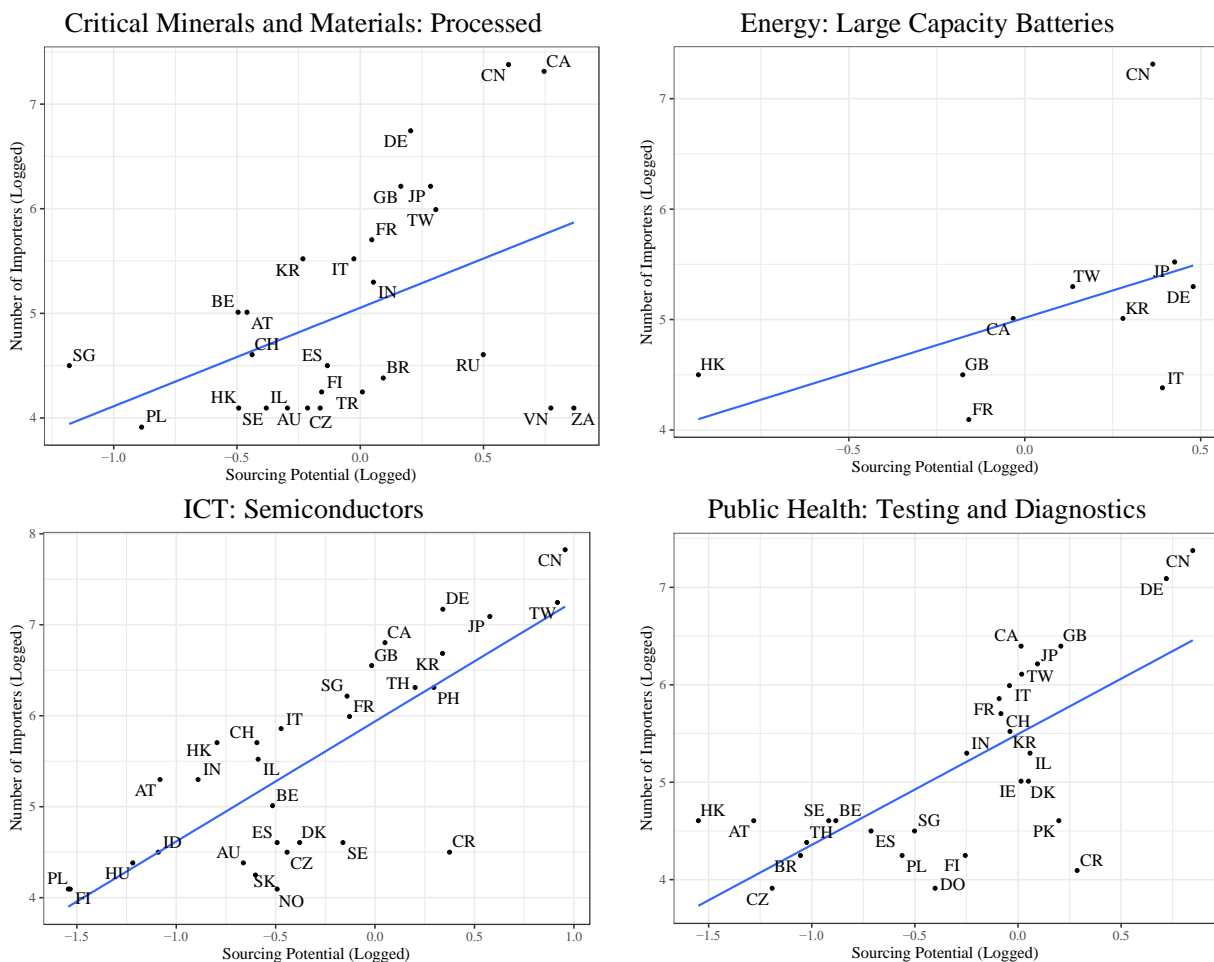 Critical Minerals and Materials: Processed
Number of Importers (Logged)
7
6
5
4
CN
CA
DE
GB
JP
TW
FR
KR
IT
IN
BE
AT
CH
SG
ES
BR
RU
PL
HK
SE
IL
AU
FI
CZ
TR
VN
ZA
−1.0
−0.5
0.0
0.5
Sourcing Potential (Logged)
Energy: Large Capacity Batteries
Number of Importers (Logged)
7
6
5
4
CN
TW
JP
DE
KR
CA
HK
GB
IT
FR
−0.5
0.0
Sourcing Potential (Logged)
ICT: Semiconductors
Number of Importers (Logged)
8
7
6
5
4
CN
TW
DE
JP
CA
GB
KR
TH
PH
SG
FR
IT
CH
HK
IL
IN
AT
BE
ES
DK
CZ
SE
CR
ID
HU
AU
SK
NO
PL
FI
−1.5
−1.0
−0.5
0.0
0.5
1.0
Sourcing Potential (Logged)
Public Health: Testing and Diagnostics
Number of Importers (Logged)
7
6
5
4
CN
DE
CA
GB
JP
TW
IT
FR
CH
IN
KR
IL
IE
DK
HK
AT
SE
BE
TH
SG
ES
PK
BR
PL
FI
CR
CZ
DO
−1.5
−1.0
−0.5
0.0
0.5
Sourcing Potential (Logged)